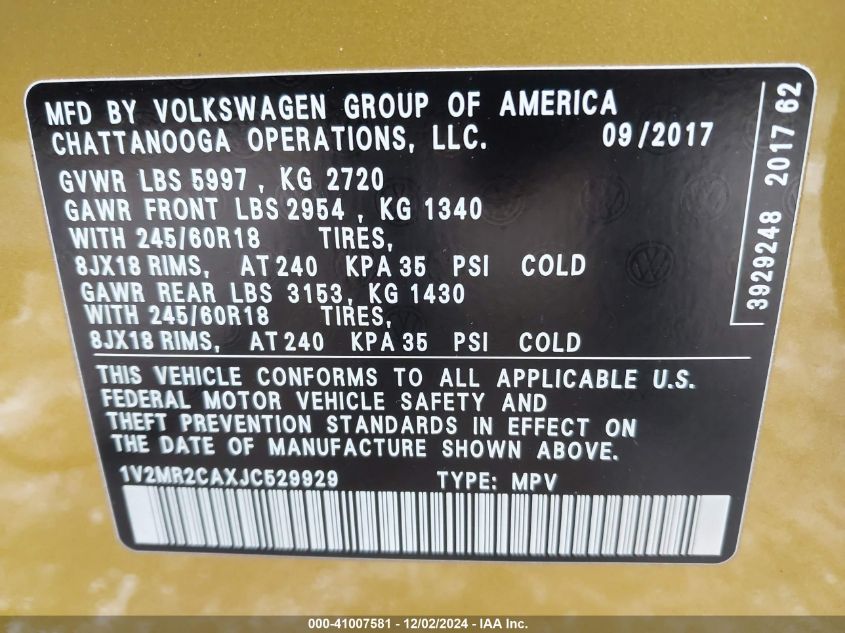 MFD BY VOLKSWAGEN GROUP OF AMERICA
CHATTANOOGA OPERATIONS, LLC. 09/2017
GVWR LBS 5997 , KG 2720
GAWR FRONT LBS 2954 , KG 1340
WITH 245/60R18 TIRES,
8JX18 RIMS, AT 240 KPA 35 PSI COLD
GAWR REAR LBS 3153, KG 1430
WITH 245/60R18 TIRES,
8JX18 RIMS, AT 240 KPA 35 PSI COLD
THIS VEHICLE CONFORMS TO ALL APPLICABLE U.S.
FEDERAL MOTOR VEHICLE SAFETY AND
THEFT PREVENTION STANDARDS IN EFFECT ON
THE DATE OF MANUFACTURE SHOWN ABOVE.
1V2MR2CAXJC529929 TYPE: MPV
3929248 2017 62
000-41007581 - 12/02/2024 - IAA Inc.